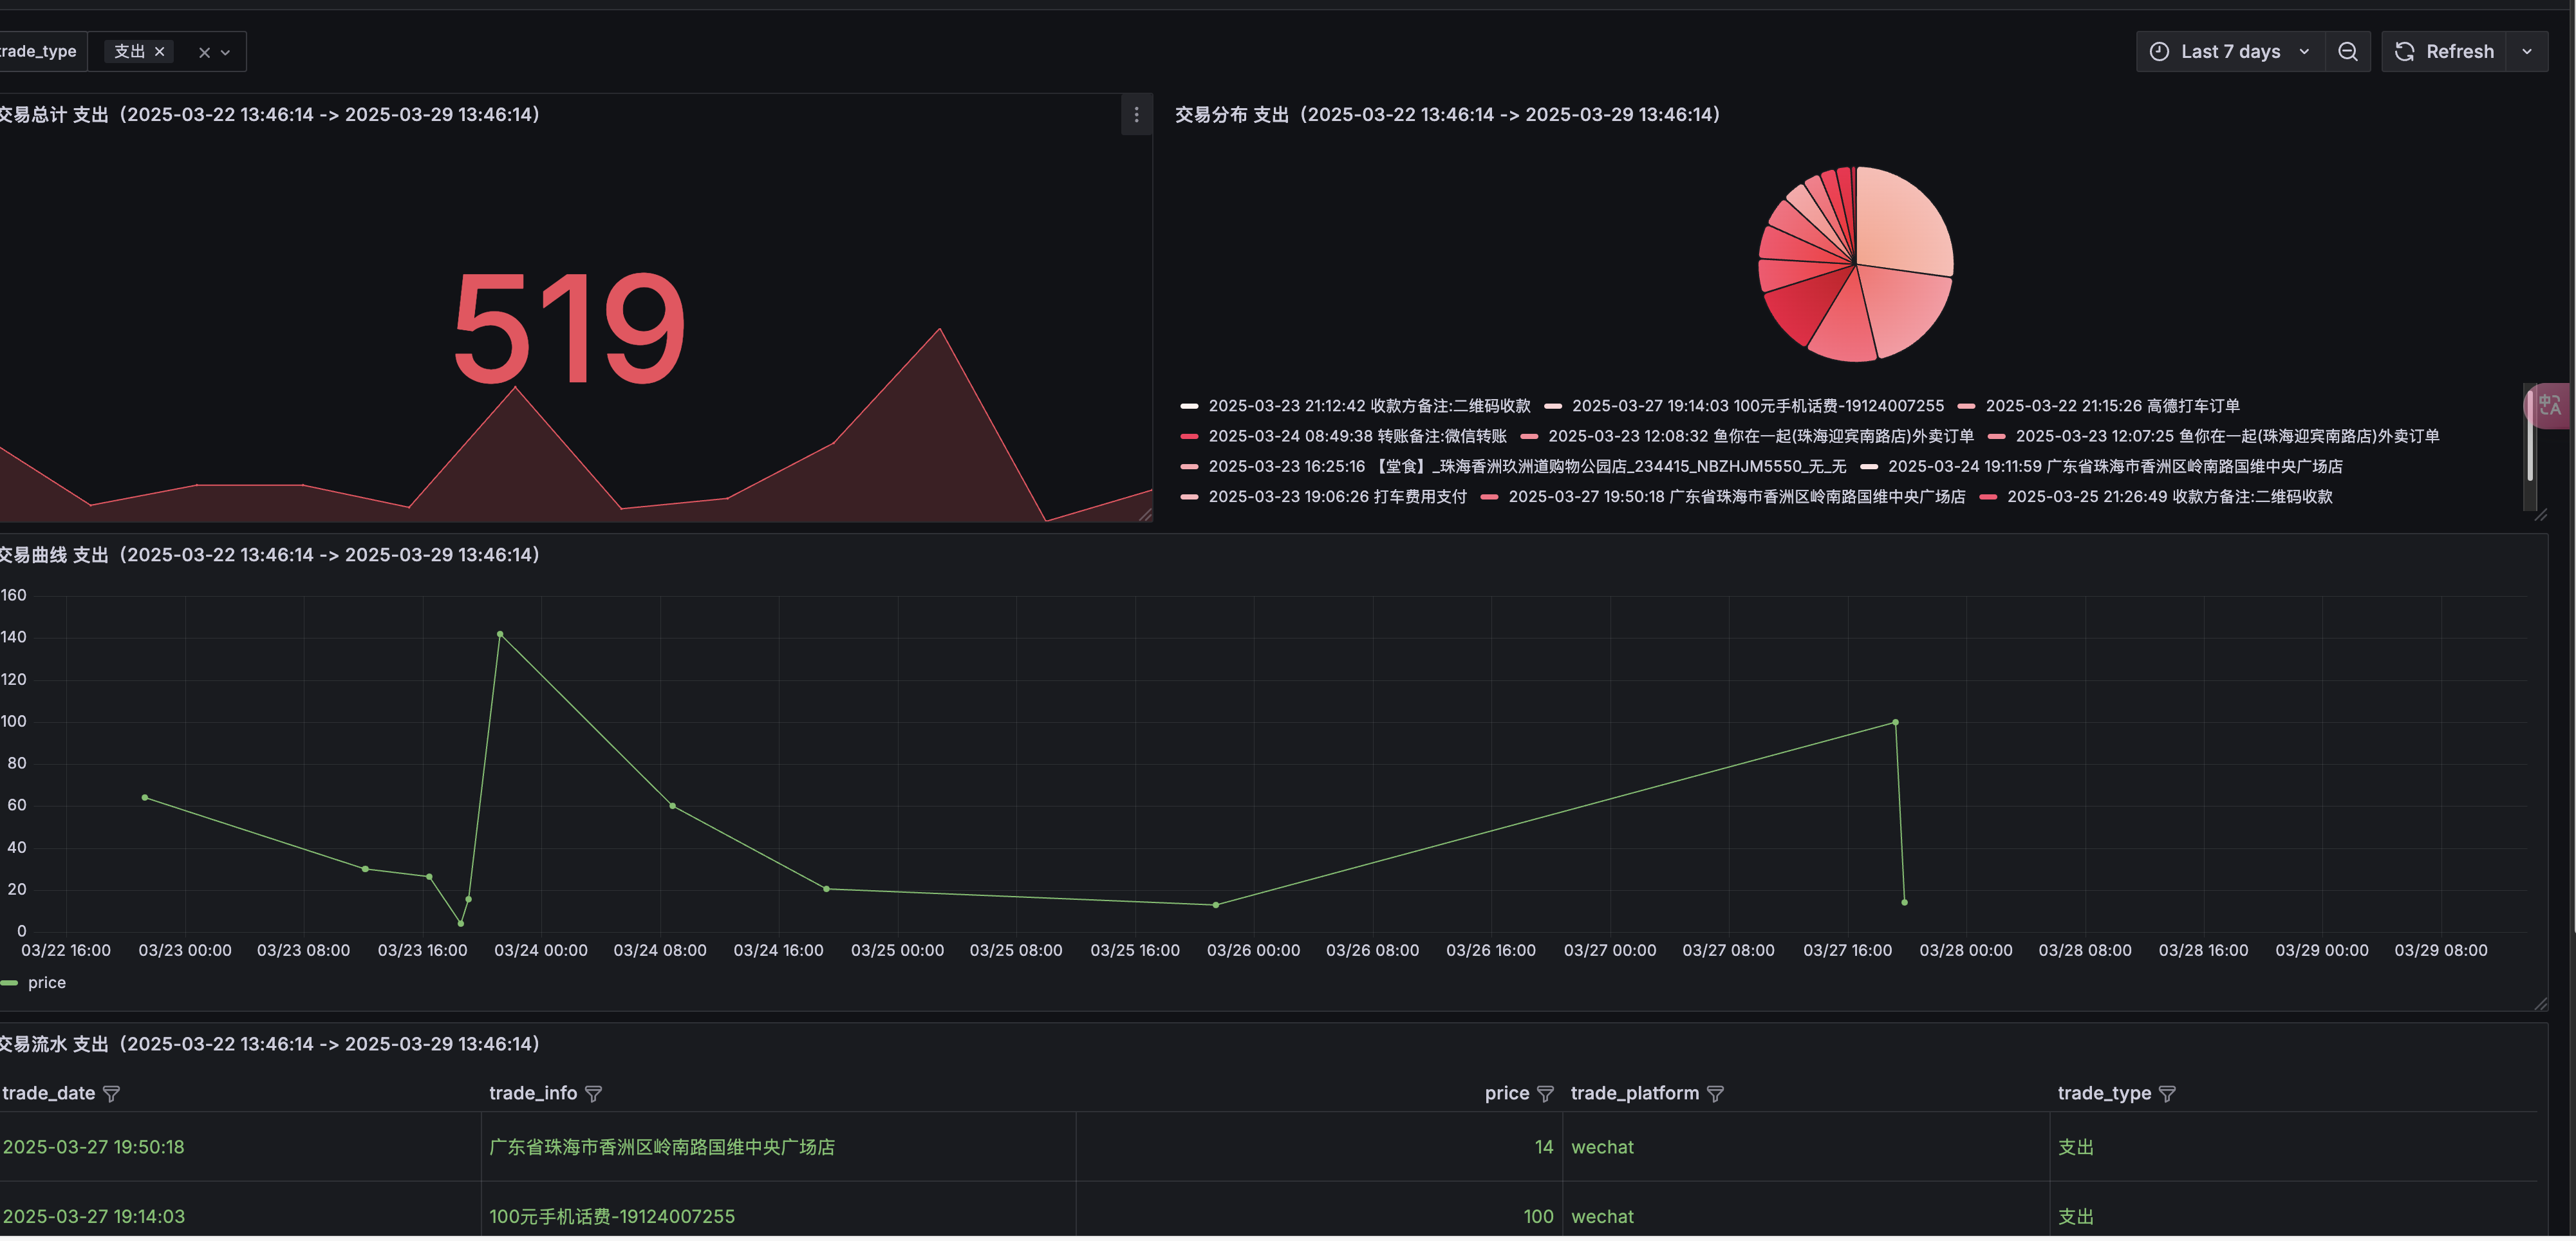 trade_type 支出
Last 7 days Refresh
交易总计 支出（2025-03-22 13:46:14 -> 2025-03-29 13:46:14）
519
交易分布 支出（2025-03-22 13:46:14 -> 2025-03-29 13:46:14）
2025-03-23 21:12:42 收款方备注:二维码收款 2025-03-27 19:14:03 100元手机话费-19124007255 2025-03-22 21:15:26 高德打车订单
2025-03-24 08:49:38 转账备注:微信转账 2025-03-23 12:08:32 鱼你在一起(珠海迎宾南路店)外卖订单 2025-03-23 12:07:25 鱼你在一起(珠海迎宾南路店)外卖订单
2025-03-23 16:25:16 【堂食】_珠海香洲玖洲道购物公园店_234415_NBZHJM5550_无_无 2025-03-24 19:11:59 广东省珠海市香洲区岭南路国维中央广场店
2025-03-23 19:06:26 打车费用支付 2025-03-27 19:50:18 广东省珠海市香洲区岭南路国维中央广场店 2025-03-25 21:26:49 收款方备注:二维码收款
交易曲线 支出（2025-03-22 13:46:14 -> 2025-03-29 13:46:14）
160
140
120
100
80
60
40
20
0
03/22 16:00 03/23 00:00 03/23 08:00 03/23 16:00 03/24 00:00 03/24 08:00 03/24 16:00 03/25 00:00 03/25 08:00 03/25 16:00 03/26 00:00 03/26 08:00 03/26 16:00 03/27 00:00 03/27 08:00 03/27 16:00 03/28 00:00 03/28 08:00 03/28 16:00 03/29 00:00 03/29 08:00
price
交易流水 支出（2025-03-22 13:46:14 -> 2025-03-29 13:46:14）
trade_date trade_info price trade_platform trade_type
2025-03-27 19:50:18 广东省珠海市香洲区岭南路国维中央广场店 14 wechat 支出
2025-03-27 19:14:03 100元手机话费-19124007255 100 wechat 支出